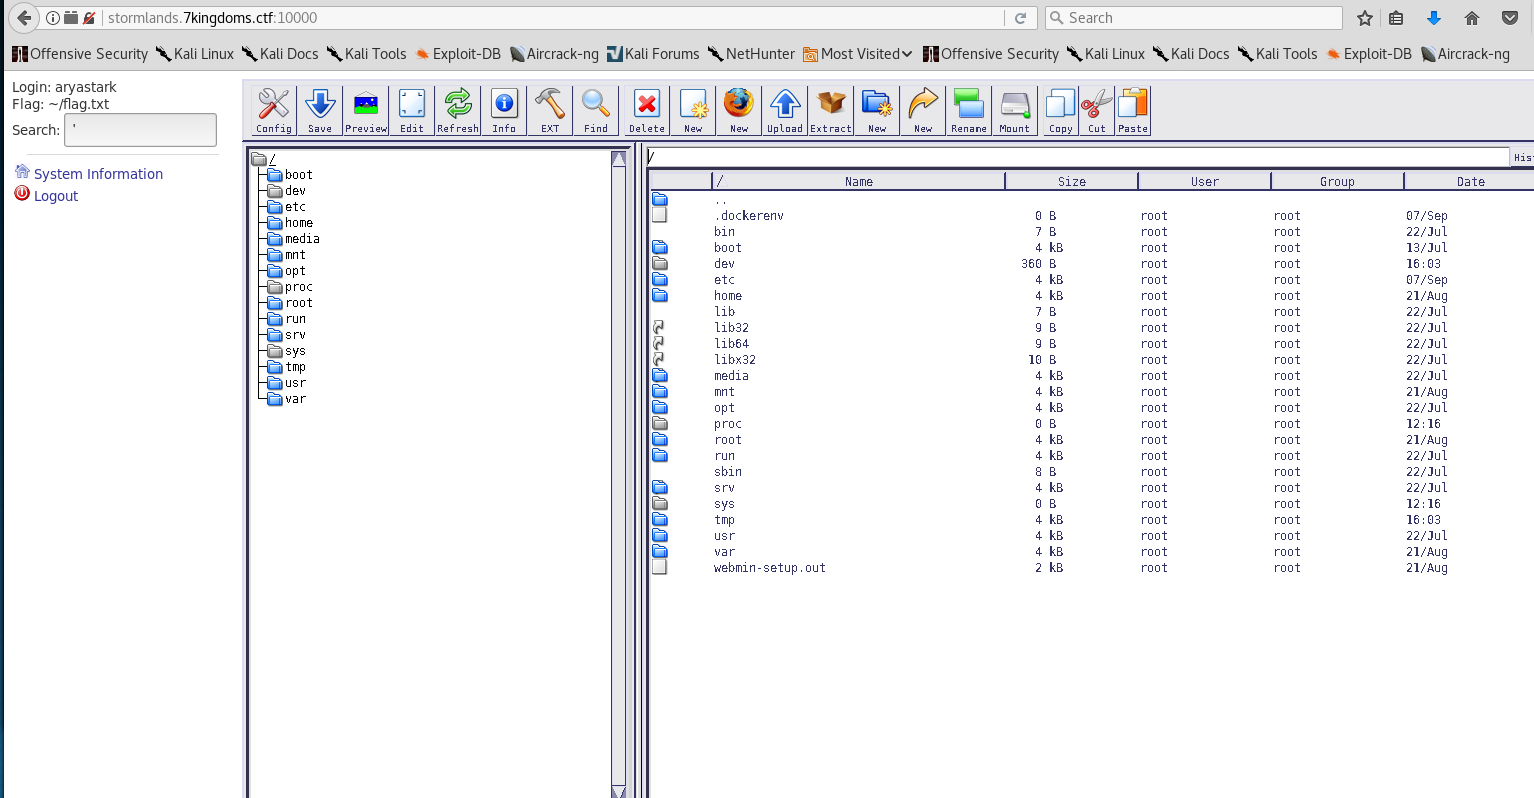 stormlands.7kingdoms.ctf:10000 Search
Offensive Security Kali Linux Kali Docs Kali Tools Exploit-DB Aircrack-ng Kali Forums NetHunter Most Visited Offensive Security Kali Linux Kali Docs Kali Tools Exploit-DB Aircrack-ng
Login: aryastark
Flag: ~/flag.txt
Search: '
System Information
Logout
Config Save Preview Edit Refresh Info EXT Find Delete New New Upload Extract New New Rename Mount Copy Cut Paste
/
boot
dev
etc
home
media
mnt
opt
proc
root
run
srv
sys
tmp
usr
var
/ His
/ Name Size User Group Date
..
.dockerenv 0 B root root 07/Sep
bin 7 B root root 22/Jul
boot 4 kB root root 13/Jul
dev 360 B root root 16:03
etc 4 kB root root 07/Sep
home 4 kB root root 21/Aug
lib 7 B root root 22/Jul
lib32 9 B root root 22/Jul
lib64 9 B root root 22/Jul
libx32 10 B root root 22/Jul
media 4 kB root root 22/Jul
mnt 4 kB root root 21/Aug
opt 4 kB root root 22/Jul
proc 0 B root root 12:16
root 4 kB root root 21/Aug
run 4 kB root root 22/Jul
sbin 8 B root root 22/Jul
srv 4 kB root root 22/Jul
sys 0 B root root 12:16
tmp 4 kB root root 16:03
usr 4 kB root root 22/Jul
var 4 kB root root 21/Aug
webmin-setup.out 2 kB root root 21/Aug